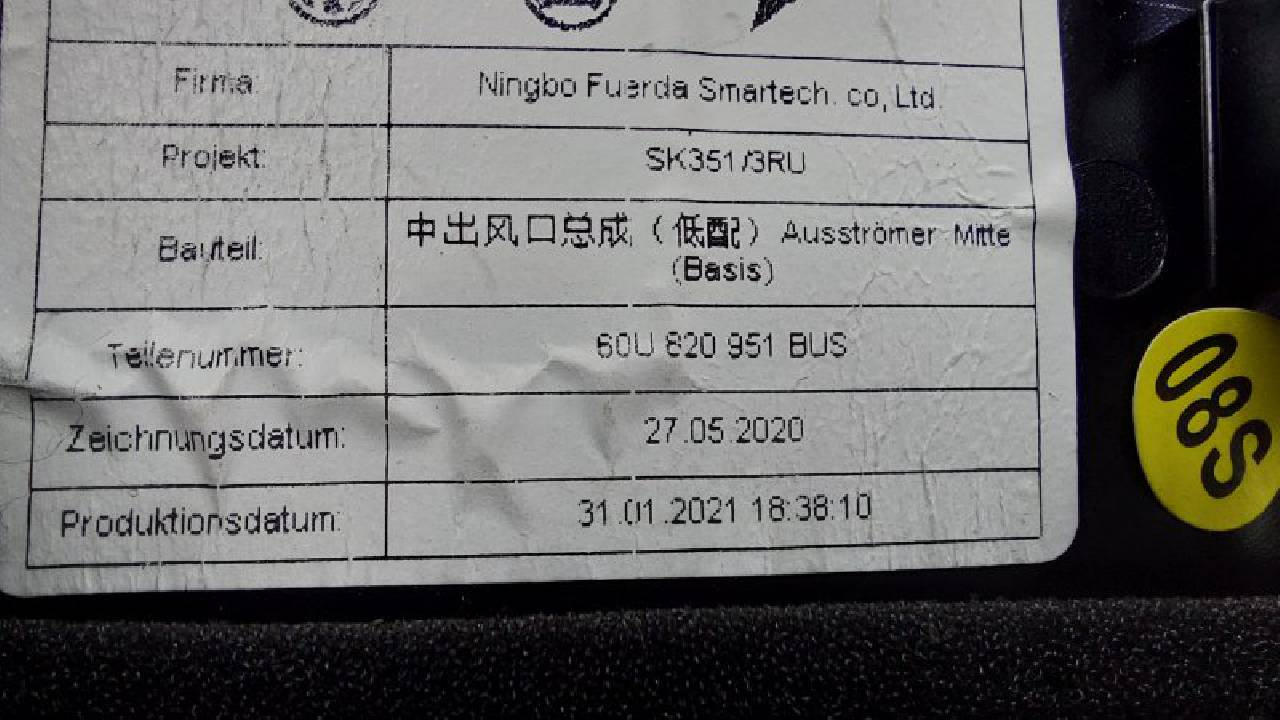 Firma: Ningbo Fuerda Smartech. co, Ltd.
Projekt: SK351/3RU
Bauteil: 中出风口总成（低配）Ausströmer Mitte
(Basis)
Teilenummer: 60U 820 951 BUS
Zeichnungsdatum: 27.05.2020
Produktionsdatum: 31.01.2021 18:38:10
08S